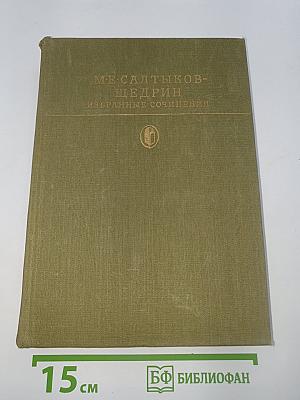 М·Е·САЛТЫКОВ-
ЩЕДРИН
ИЗБРАННЫЕ СОЧИНЕНИЯ
15 см
БФ БИБЛИОФАН